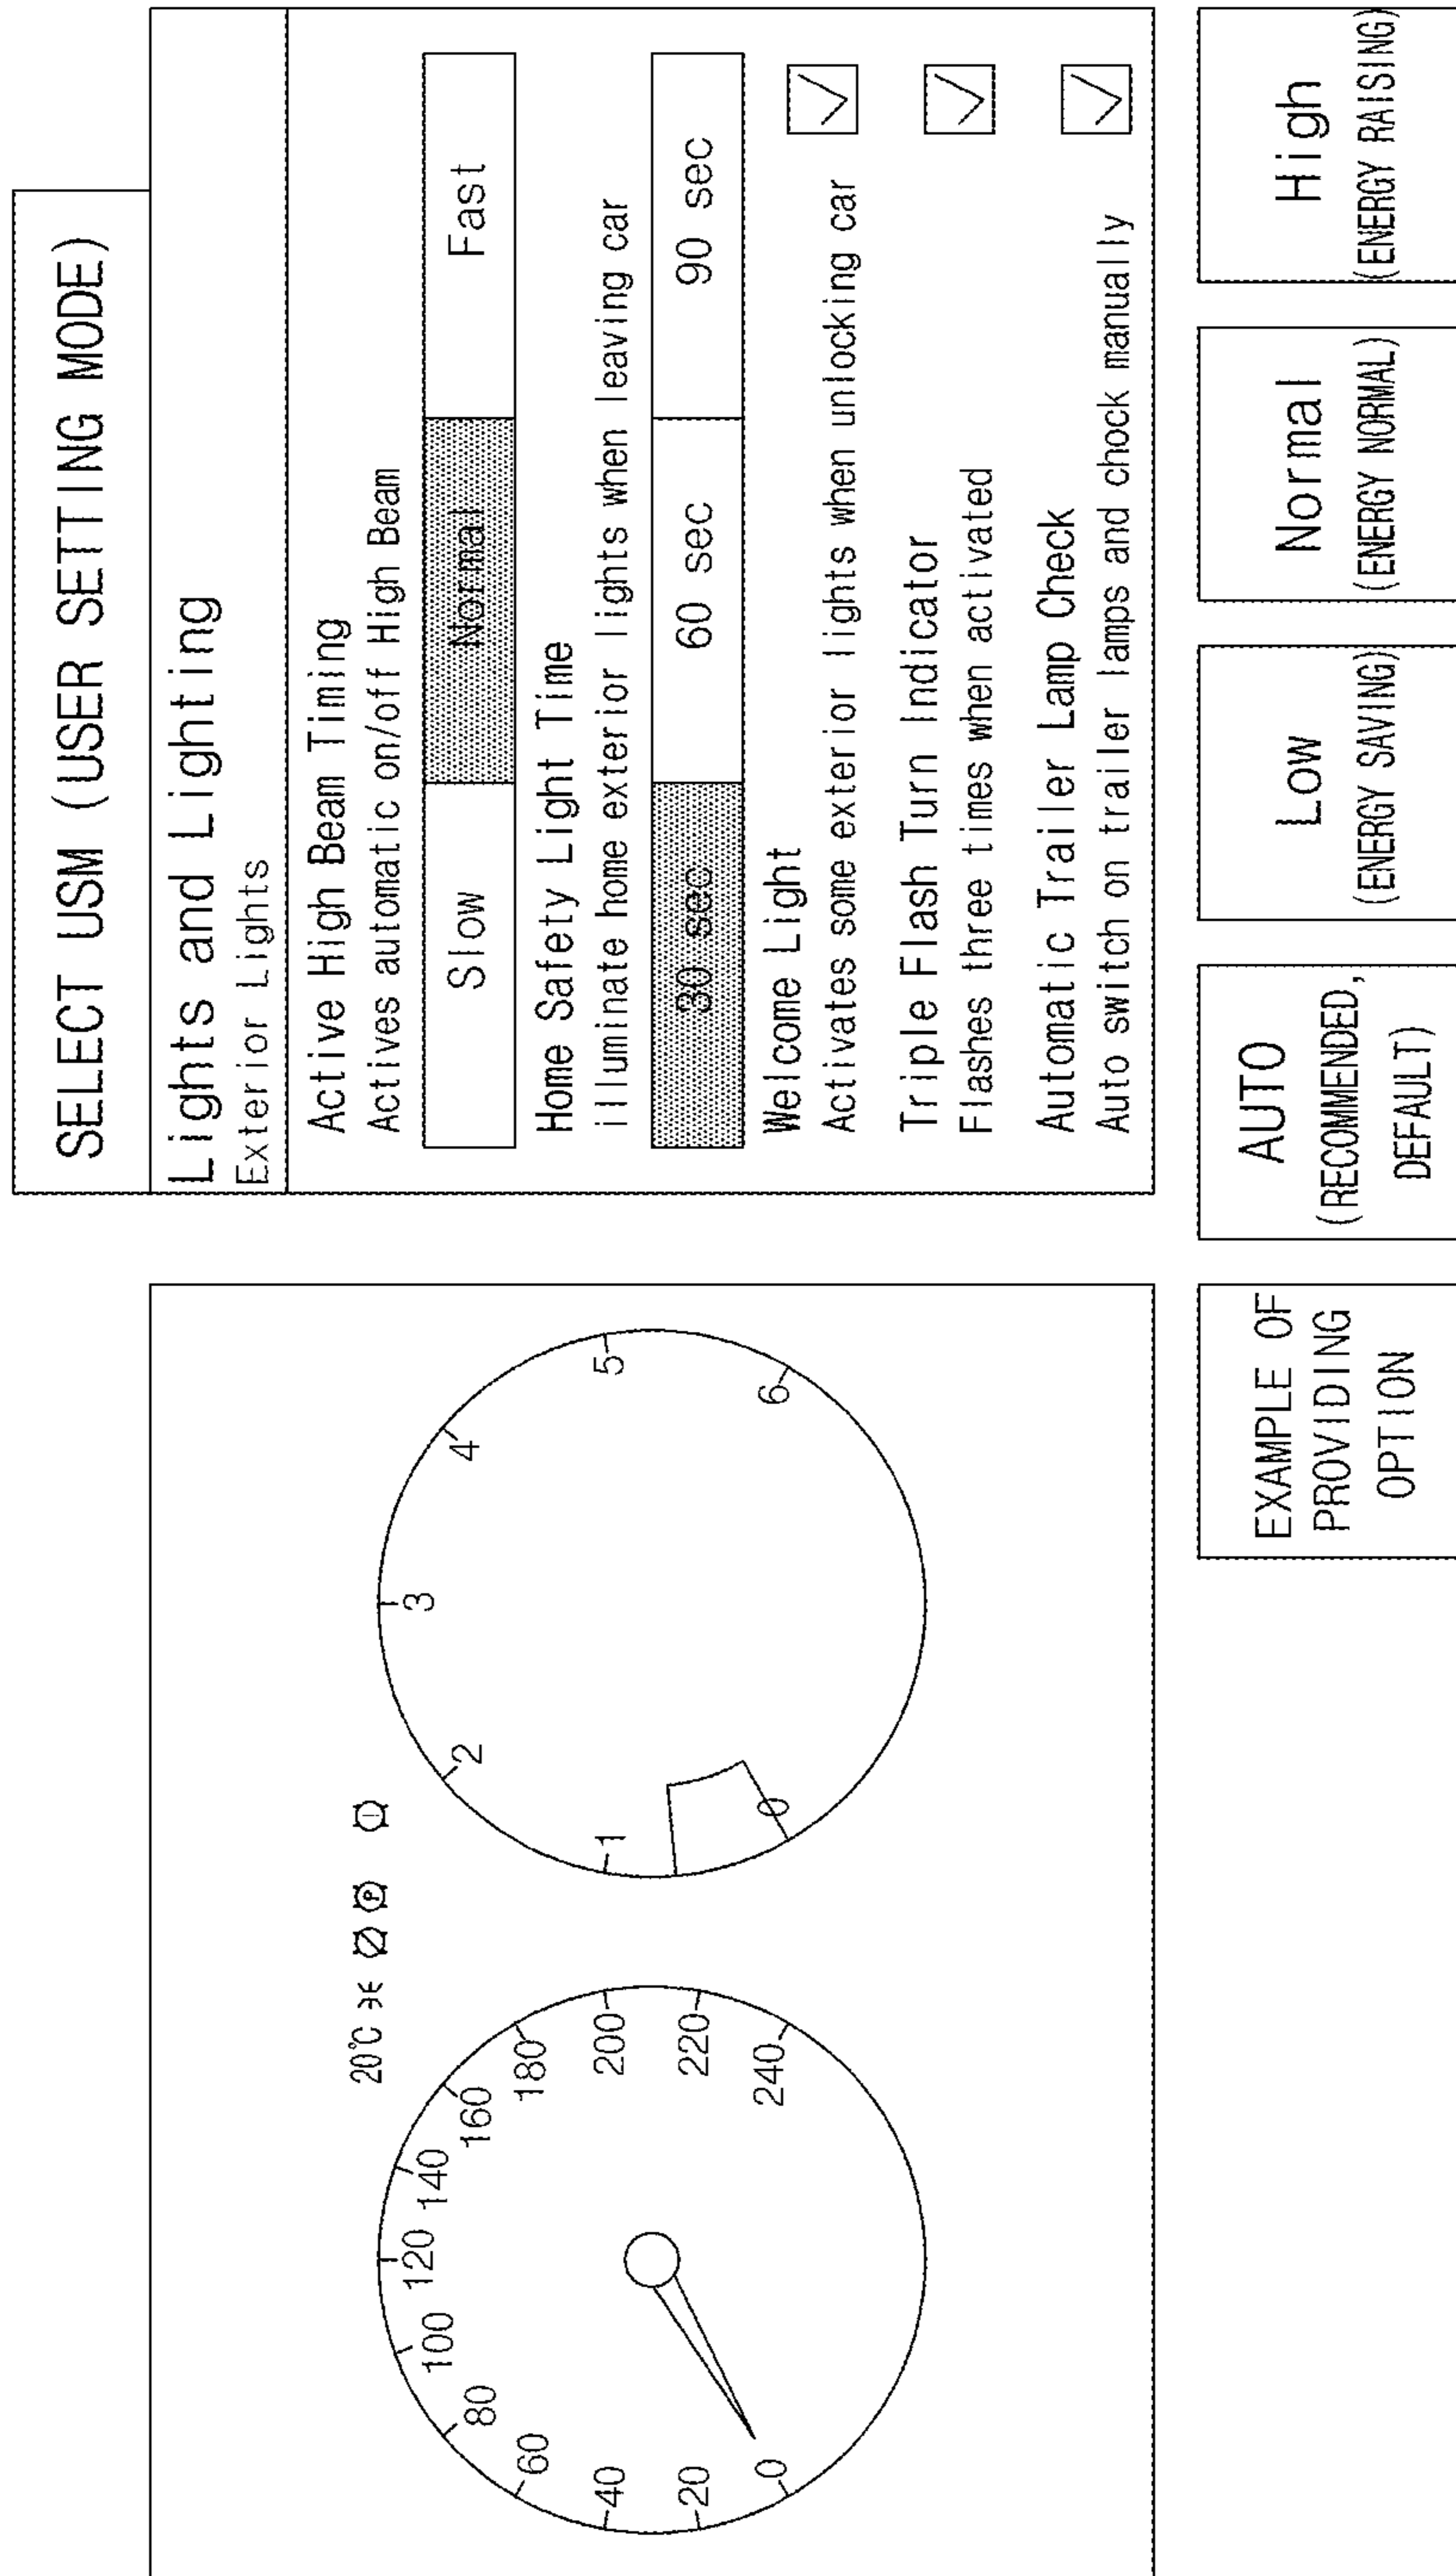 SELECT USM (USER SETTING MODE)
20℃
0
20
40
60
80
100
120
140
160
180
200
220
240
0
1
2
3
4
5
6
Lights and Lighting
Exterior Lights
Active High Beam Timing
Actives automatic on/off High Beam
Slow
Normal
Fast
Home Safety Light Time
illuminate home exterior lights when leaving car
30 sec
60 sec
90 sec
Welcome Light
Activates some exterior lights when unlocking car
Triple Flash Turn Indicator
Flashes three times when activated
Automatic Trailer Lamp Check
Auto switch on trailer lamps and chock manually
EXAMPLE OF
PROVIDING
OPTION
AUTO
(RECOMMENDED,
DEFAULT)
Low
(ENERGY SAVING)
Normal
(ENERGY NORMAL)
High
(ENERGY RAISING)